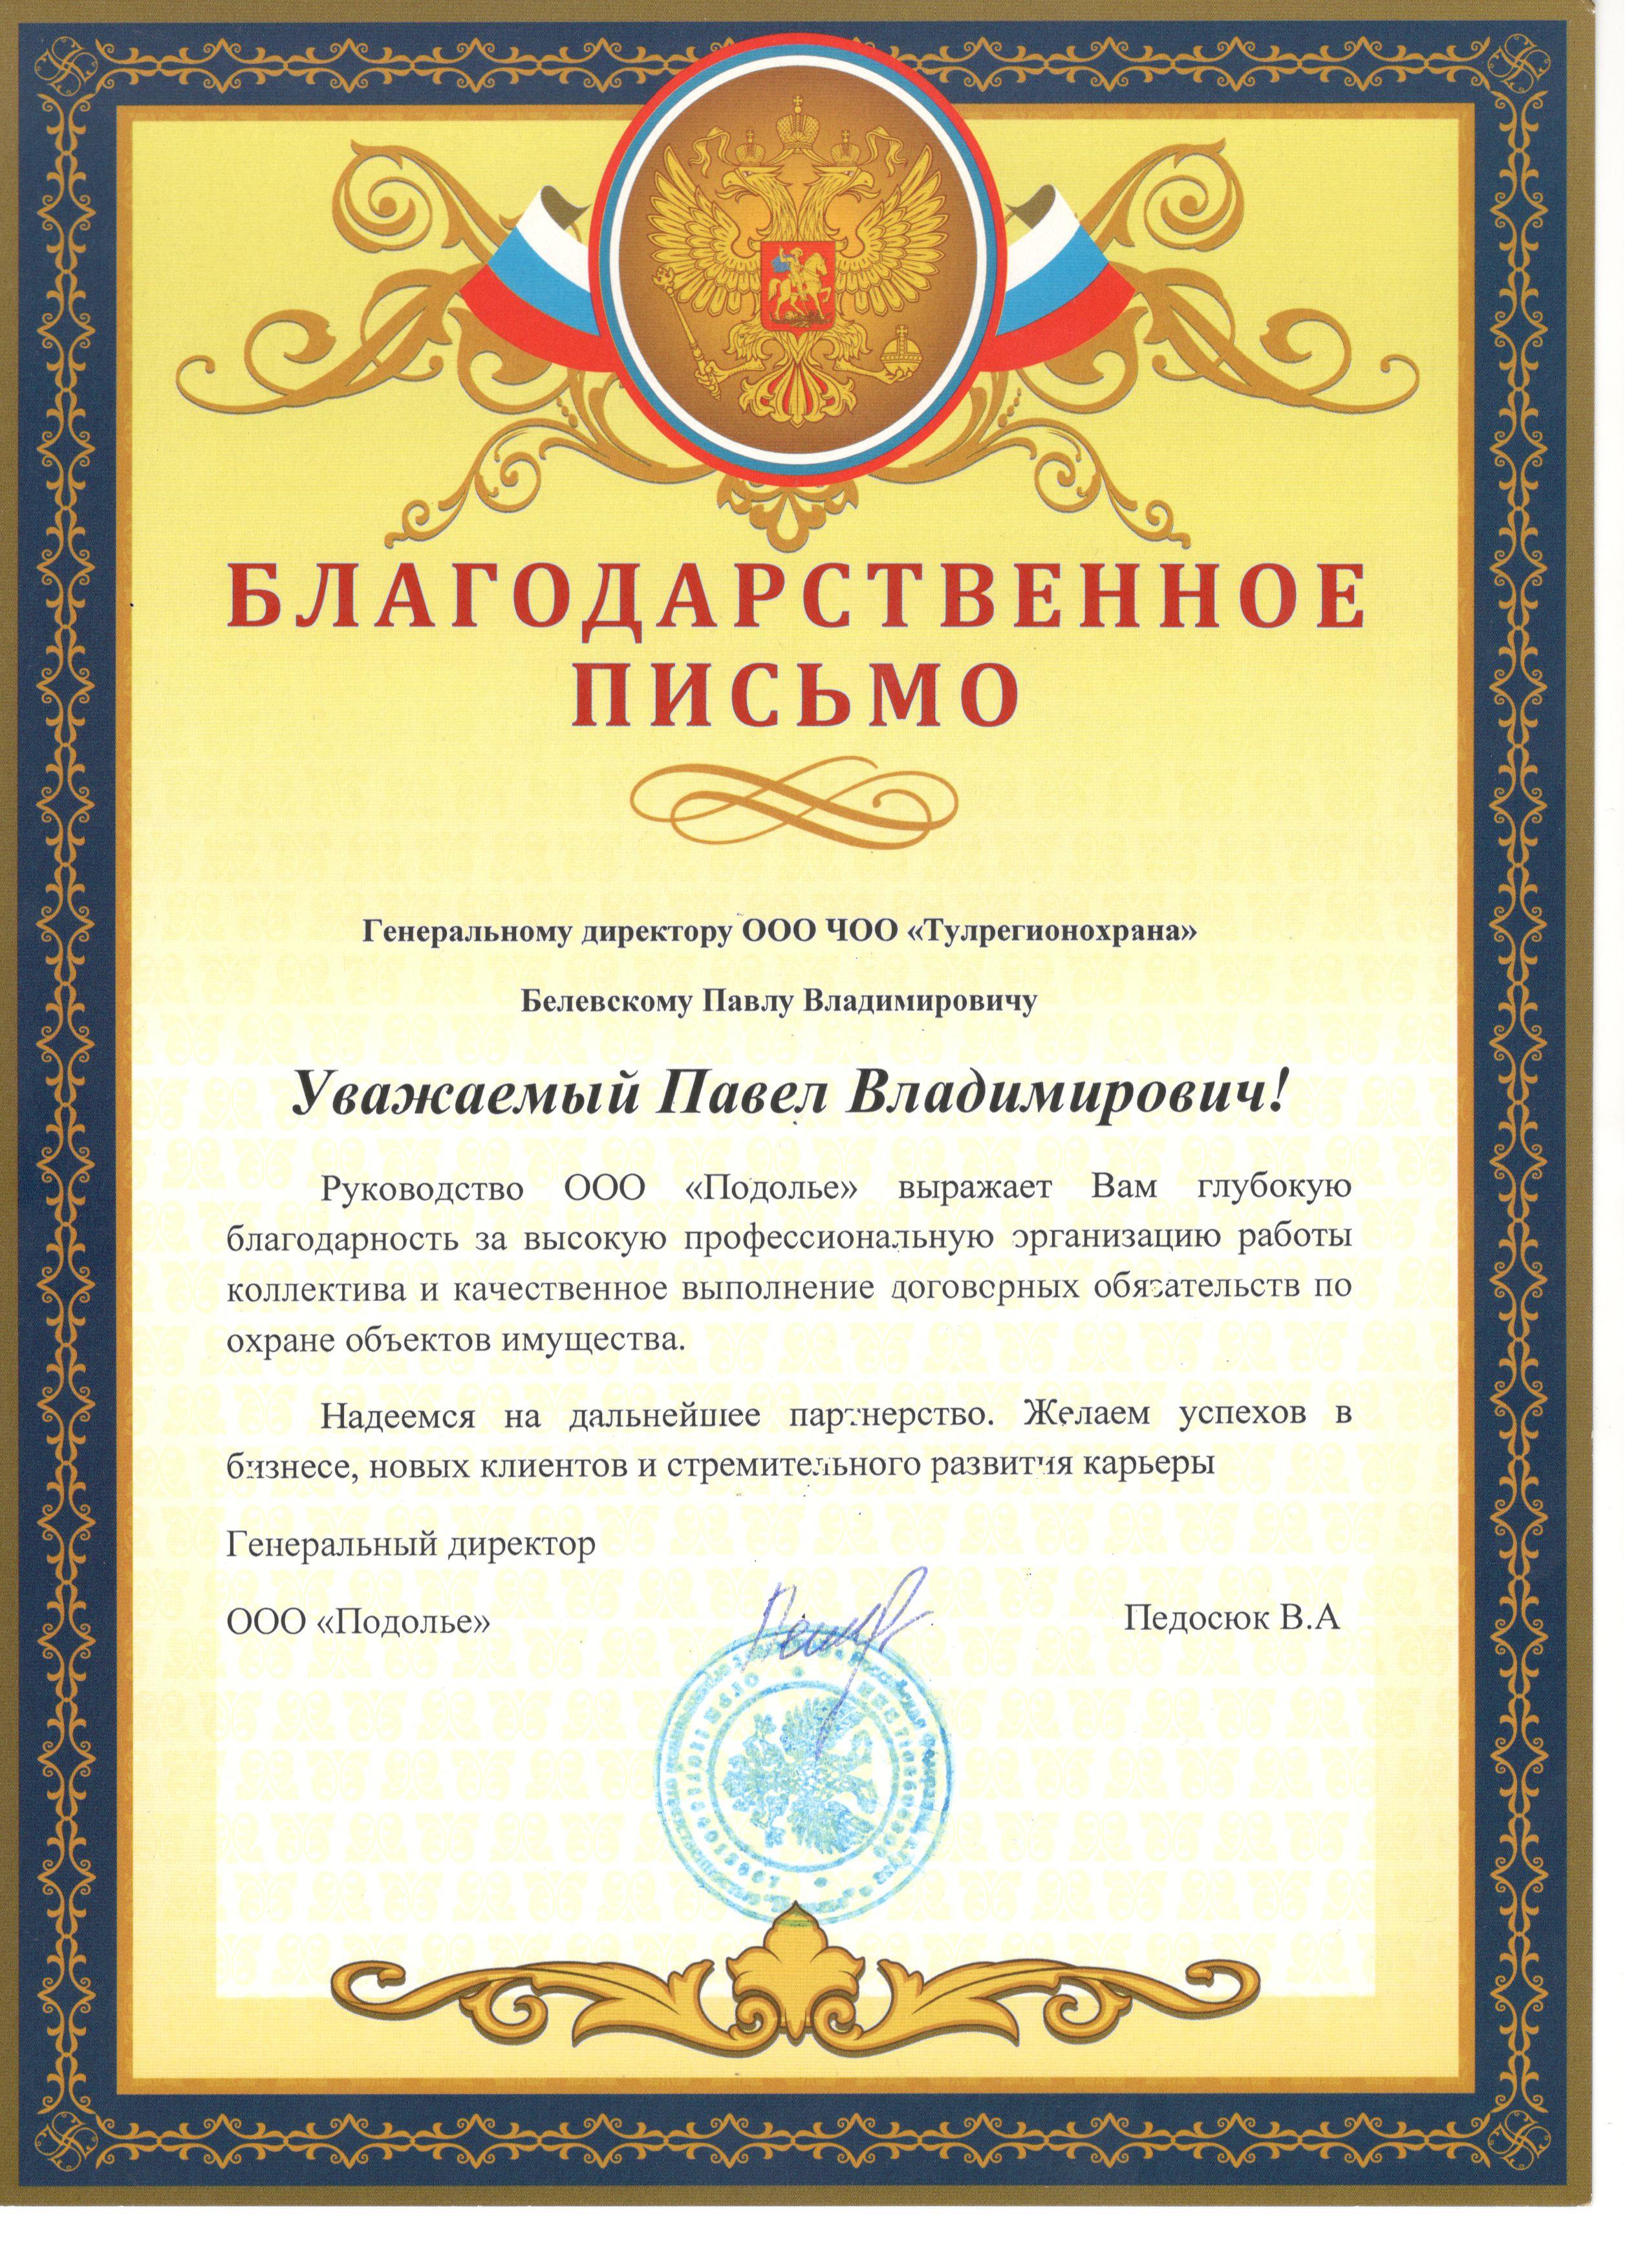 БЛАГОДАРСТВЕННОЕ
ПИСЬМО
Генеральному директору ООО ЧОО «Тулрегионохрана»
Белевскому Павлу Владимировичу
Уважаемый Павел Владимирович!
Руководство ООО «Подолье» выражает Вам глубокую
благодарность за высокую профессиональную организацию работы
коллектива и качественное выполнение договорных обязательств по
охране объектов имущества.
Надеемся на дальнейшее партнерство. Желаем успехов в
бизнесе, новых клиентов и стремительного развития карьеры
Генеральный директор
ООО «Подолье»
Педосюк В.А